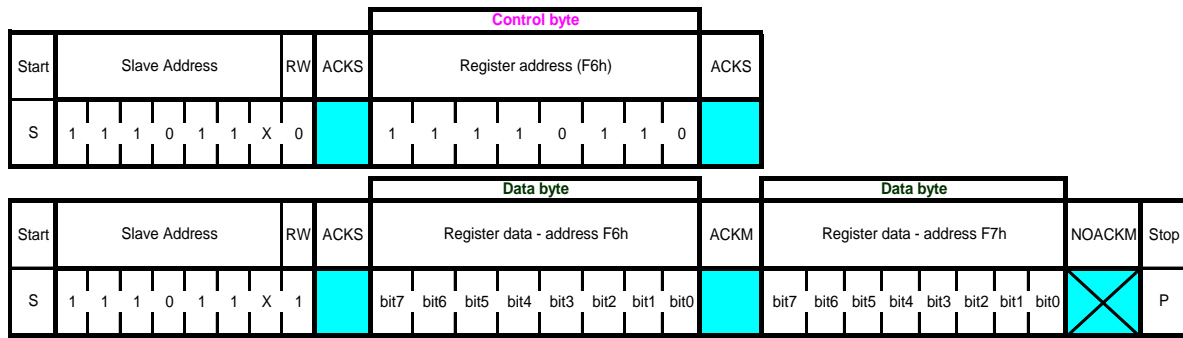 Control byte
Start Slave Address RW ACKS Register address (F6h) ACKS
S 1 1 1 0 1 1 X 0 1 1 1 1 0 1 1 0
Data byte Data byte
Start Slave Address RW ACKS Register data - address F6h ACKM Register data - address F7h NOACKM Stop
S 1 1 1 0 1 1 X 1 bit7 bit6 bit5 bit4 bit3 bit2 bit1 bit0 bit7 bit6 bit5 bit4 bit3 bit2 bit1 bit0 P